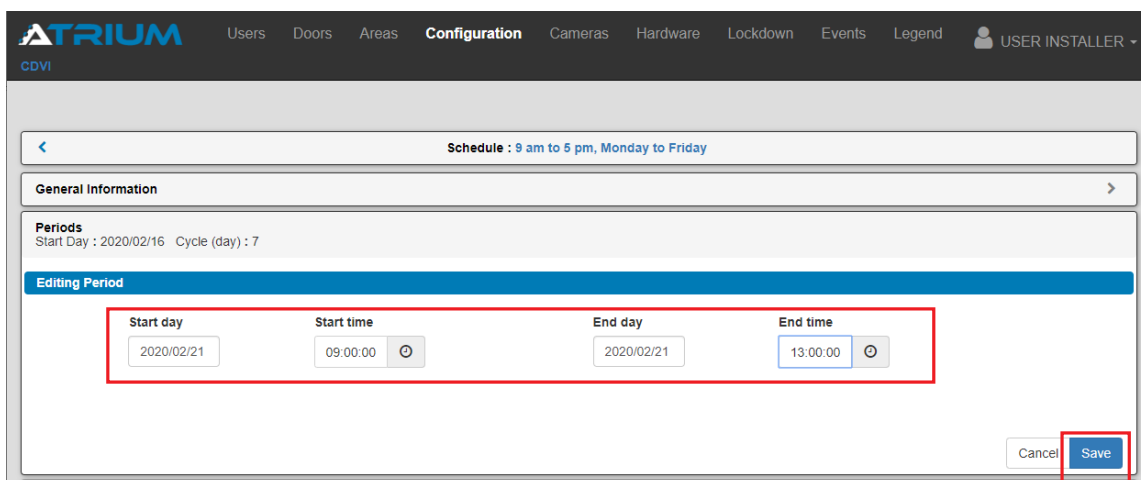 ATRIUM Users Doors Areas Configuration Cameras Hardware Lockdown Events Legend USER INSTALLER
CDVI
Schedule : 9 am to 5 pm, Monday to Friday
General Information
Periods
Start Day : 2020/02/16 Cycle (day) : 7
Editing Period
Start day Start time End day End time
2020/02/21 09:00:00 2020/02/21 13:00:00
Cancel Save